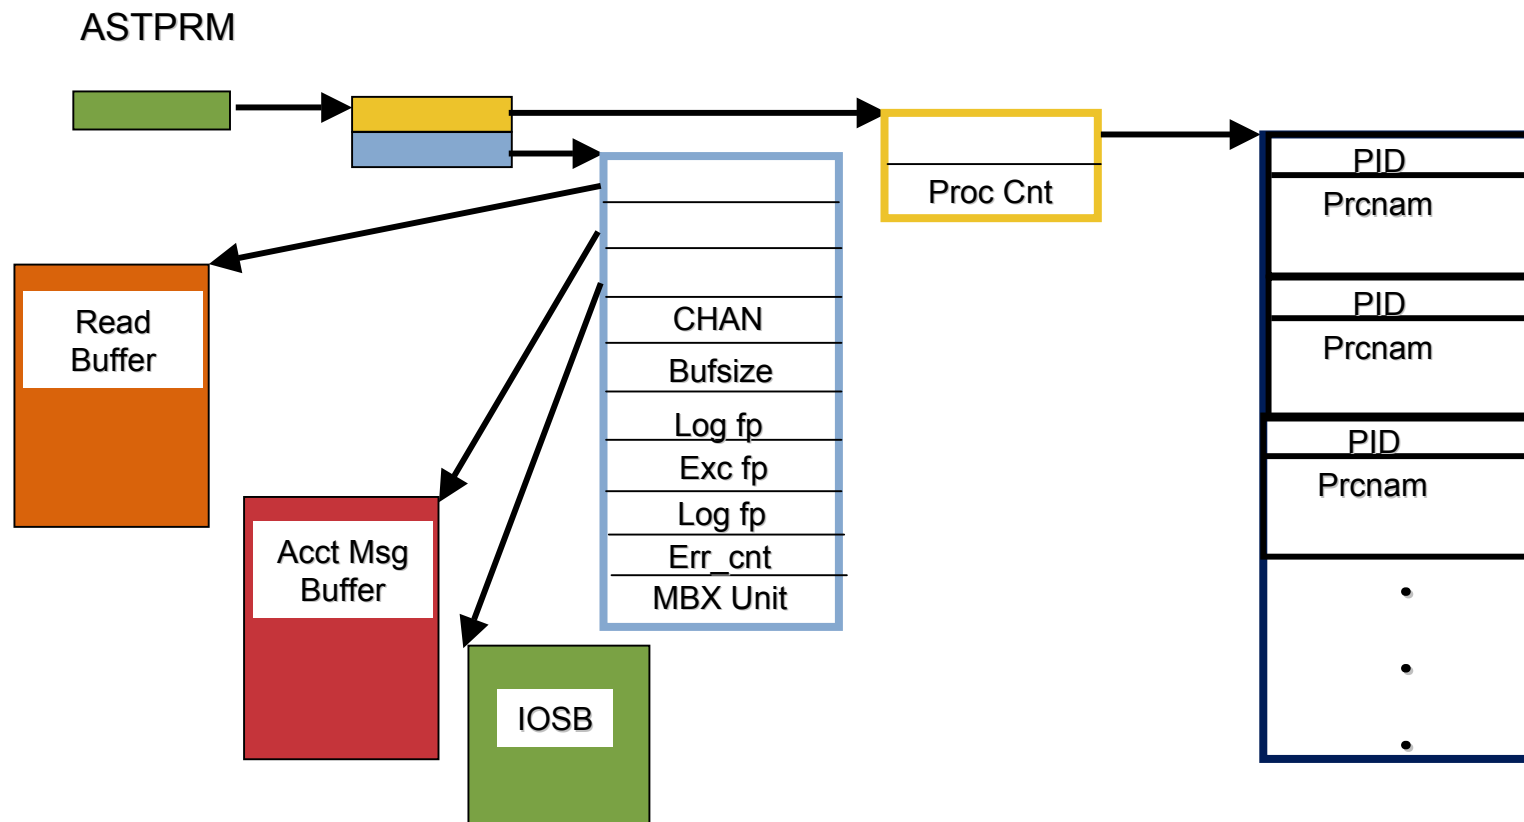 ASTPRM
Read
Buffer
Acct Msg
Buffer
IOSB
CHAN
Bufsize
Log fp
Exc fp
Log fp
Err_cnt
MBX Unit
Proc Cnt
PID
Prcnam
PID
Prcnam
PID
Prcnam